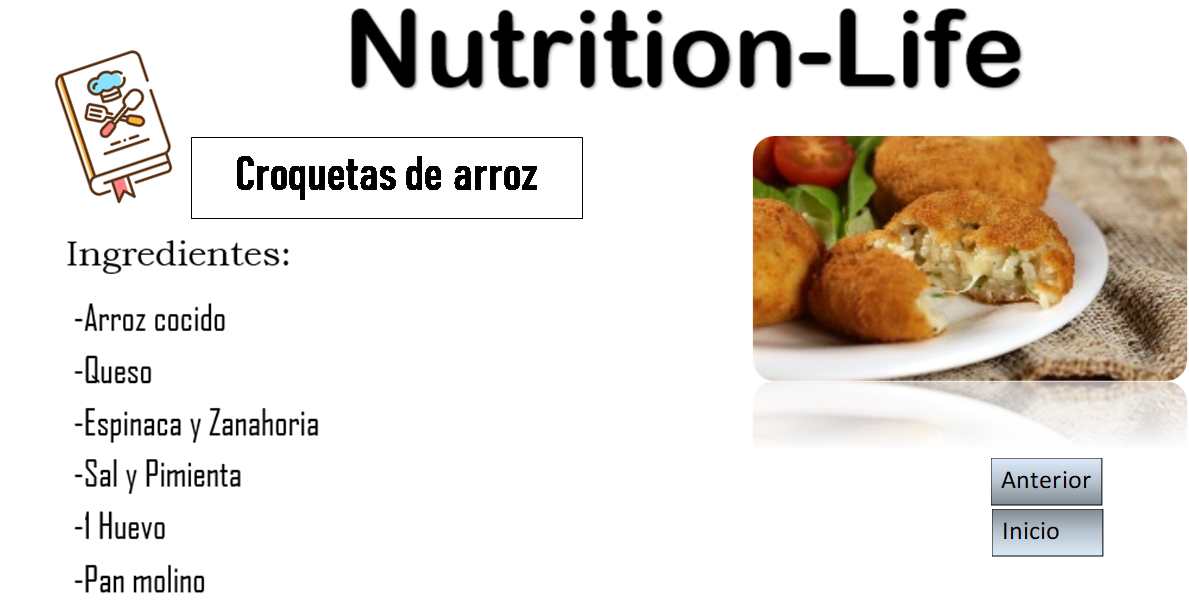 Nutrition-Life
Croquetas de arroz
Ingredientes:
-Arroz cocido
-Queso
-Espinaca y Zanahoria
-Sal y Pimienta
-1 Huevo
-Pan molino
Anterior
Inicio